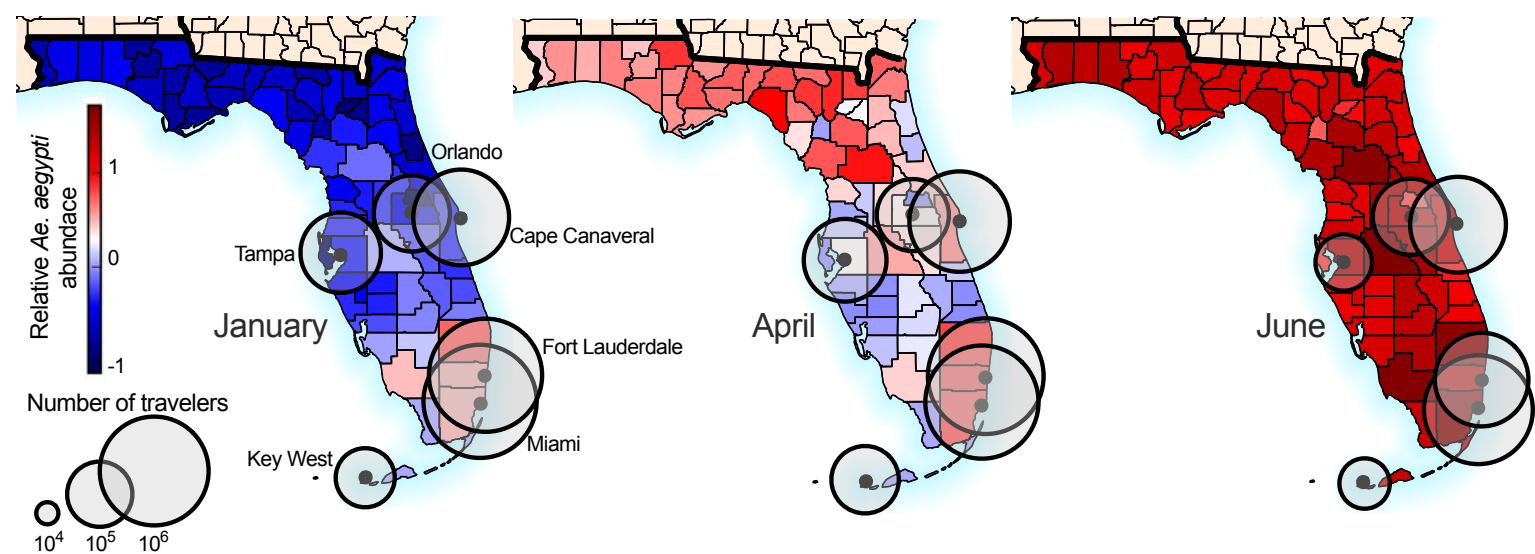 Relative Ae. aegypti
abundace
1
0
-1
Number of travelers
10⁴
10⁵
10⁶
January
Orlando
Cape Canaveral
Tampa
Fort Lauderdale
Miami
Key West
April
June